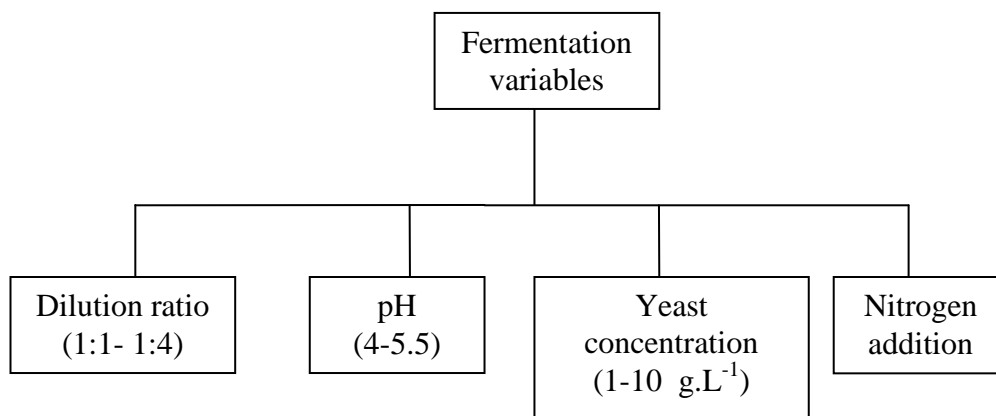 Fermentation
variables
Dilution ratio
(1:1- 1:4)
pH
(4-5.5)
Yeast
concentration
(1-10 g.L⁻¹)
Nitrogen
addition